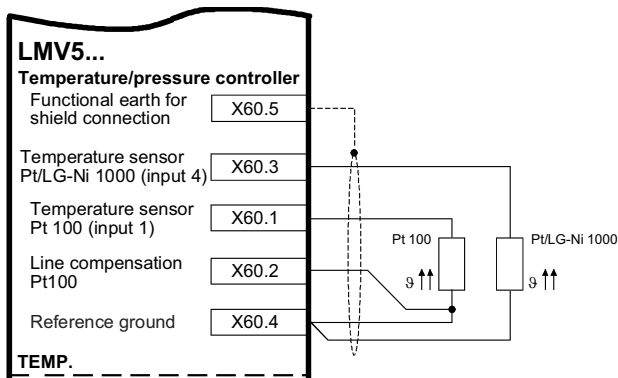 LMV5...
Temperature/pressure controller
Functional earth for
shield connection
X60.5
Temperature sensor
Pt/LG-Ni 1000 (input 4)
X60.3
Temperature sensor
Pt 100 (input 1)
X60.1
Line compensation
Pt100
X60.2
Reference ground
X60.4
TEMP.
Pt 100
ϑ
Pt/LG-Ni 1000
ϑ